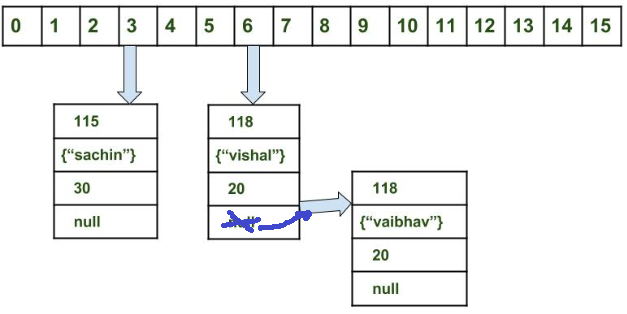 0 1 2 3 4 5 6 7 8 9 10 11 12 13 14 15
115
{“sachin”}
30
null
118
{“vishal”}
20
118
{“vaibhav”}
20
null